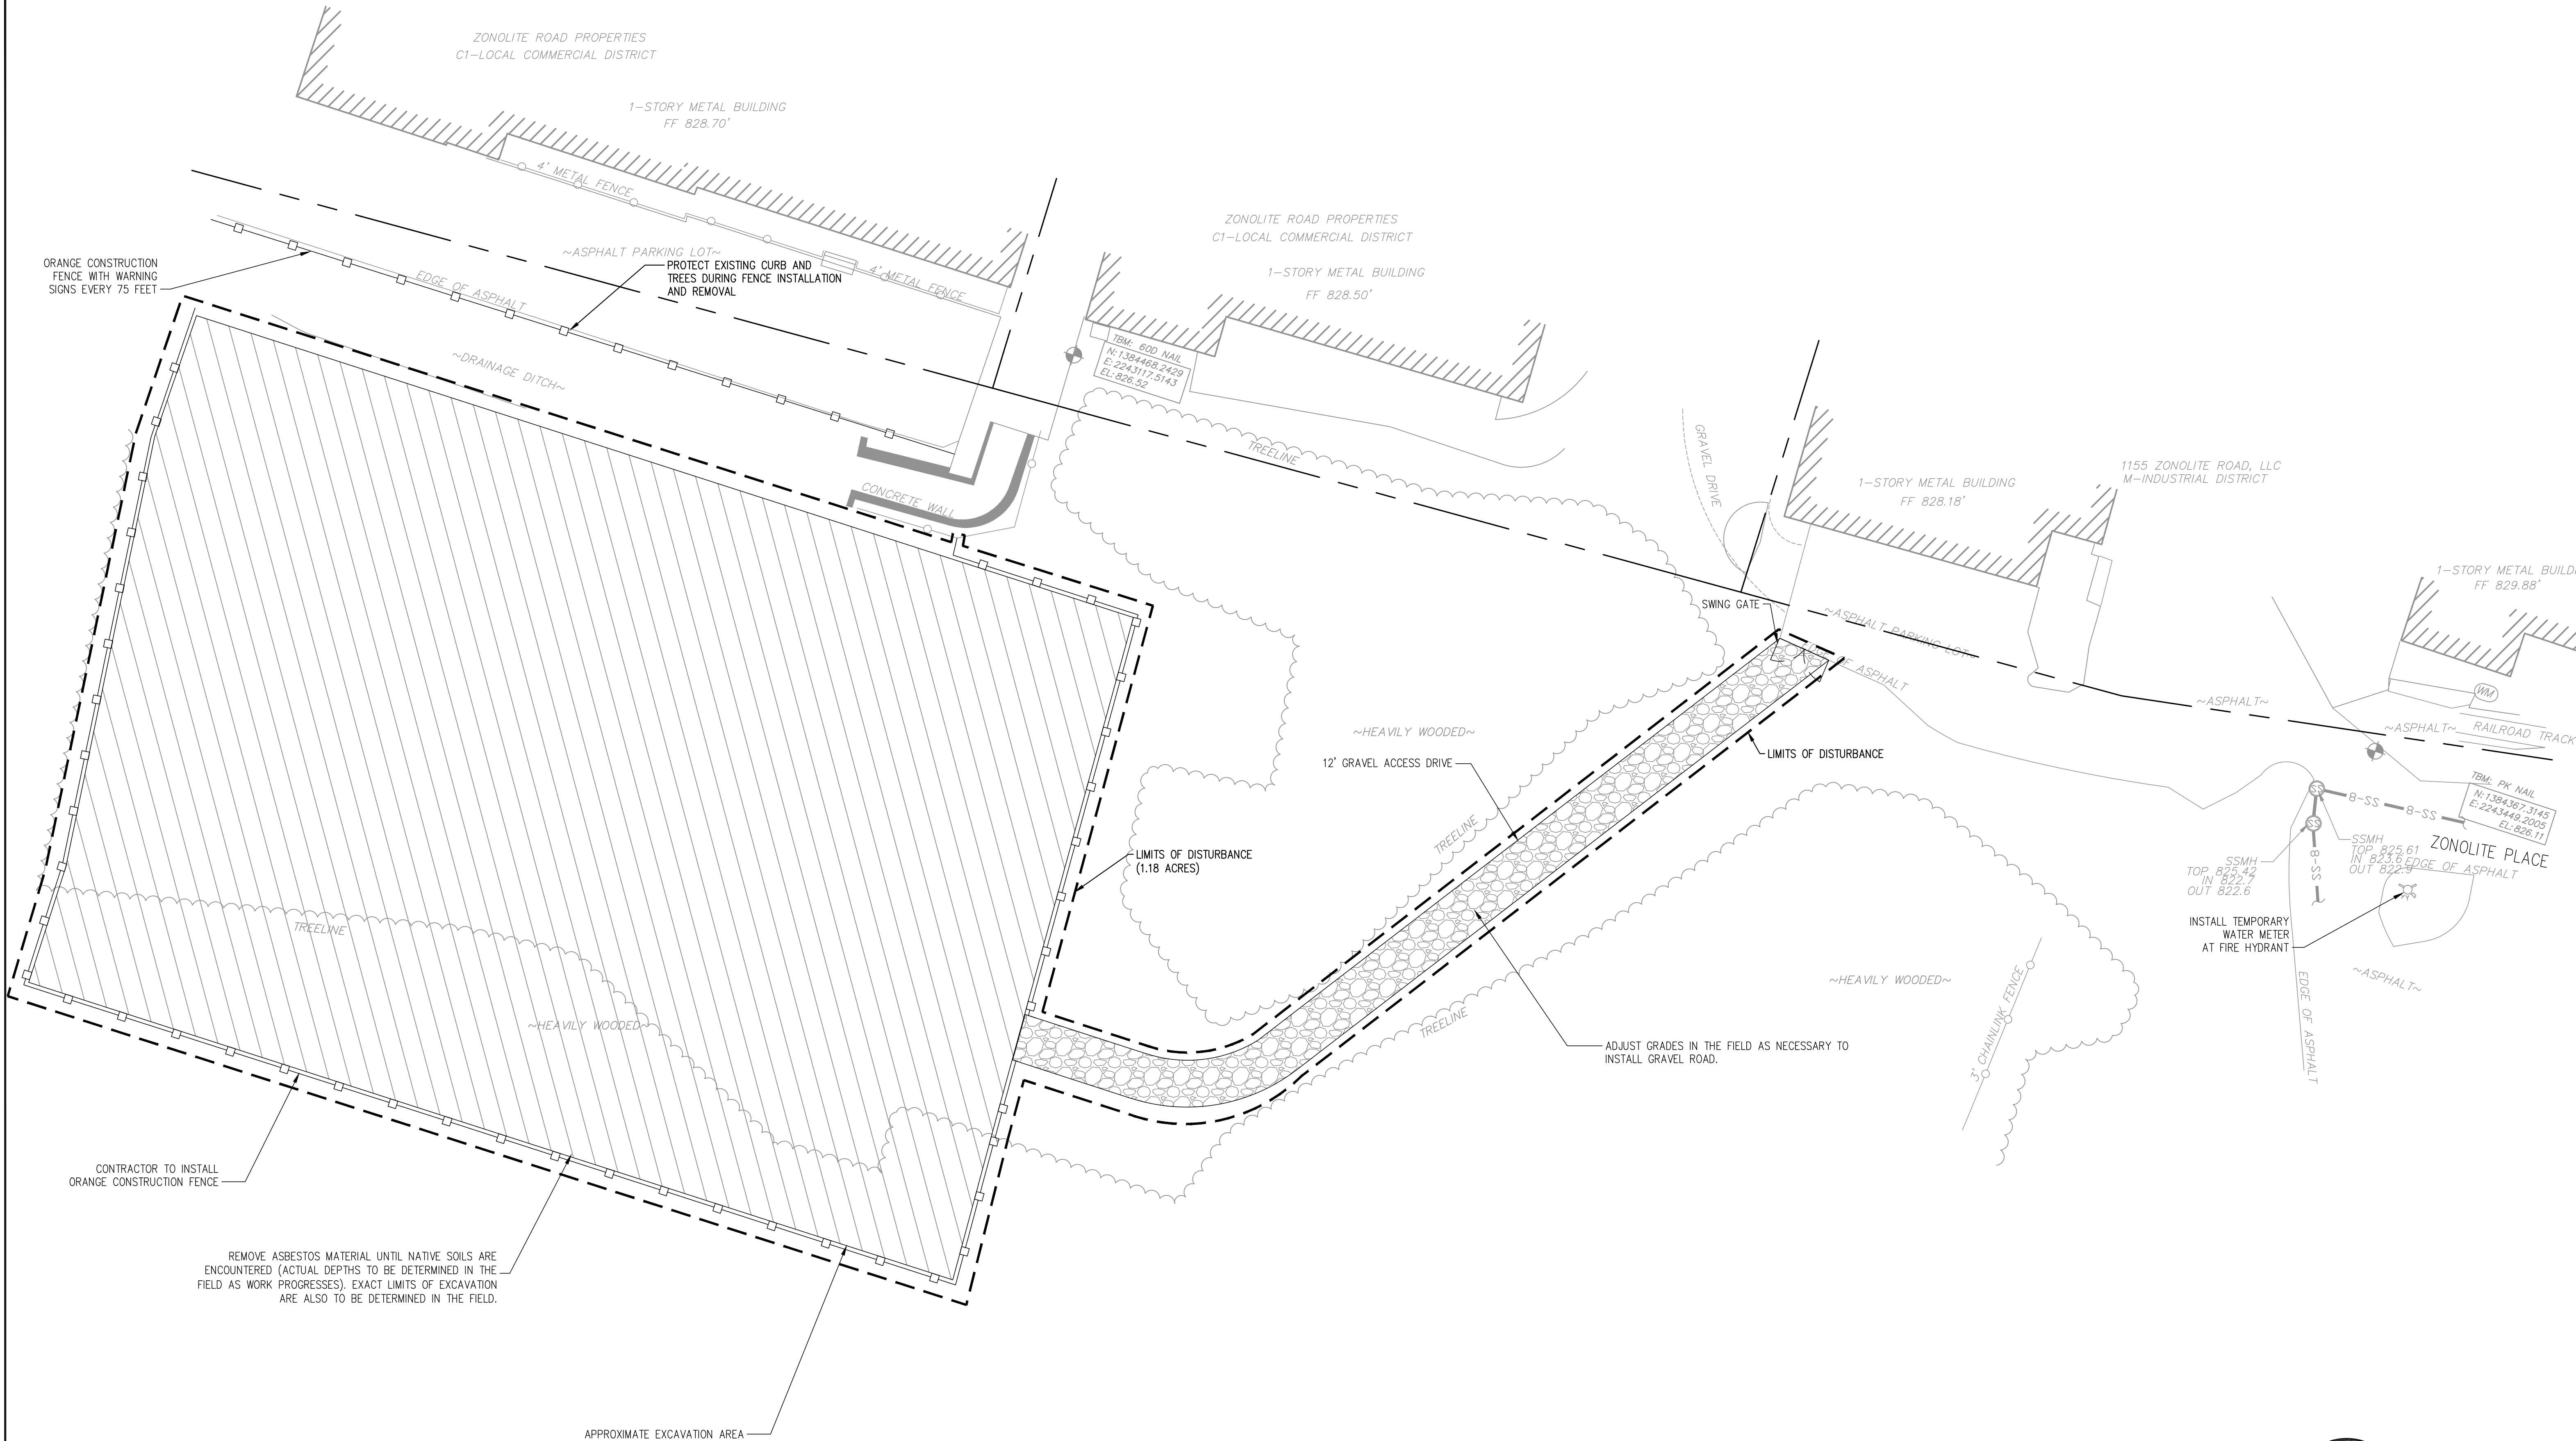 ZONOLITE ROAD PROPERTIES
C1-LOCAL COMMERCIAL DISTRICT
1-STORY METAL BUILDING
FF 828.70'
4' METAL FENCE
~ASPHALT PARKING LOT~
4' METAL FENCE
ORANGE CONSTRUCTION
FENCE WITH WARNING
SIGNS EVERY 75 FEET
EDGE OF ASPHALT
PROTECT EXISTING CURB AND
TREES DURING FENCE INSTALLATION
AND REMOVAL
~DRAINAGE DITCH~
ZONOLITE ROAD PROPERTIES
C1-LOCAL COMMERCIAL DISTRICT
1-STORY METAL BUILDING
FF 828.50'
TBM: 60D NAIL
N:1384468.2429
E:2243117.5143
EL:826.52
TREELINE
CONCRETE WALL
GRAVEL DRIVE
1-STORY METAL BUILDING
FF 828.18'
1155 ZONOLITE ROAD, LLC
M-INDUSTRIAL DISTRICT
1-STORY METAL
FF 829.88'
SWING GATE
~ASPHALT PARKING LOT~
OF ASPHALT
~ASPHALT~
WM
~ASPHALT~
RAILROAD TRACK
~HEAVILY WOODED~
12' GRAVEL ACCESS DRIVE
LIMITS OF DISTURBANCE
TREELINE
LIMITS OF DISTURBANCE
(1.18 ACRES)
TBM: PK NAIL
N:1384367.3145
E:2243449.2005
EL:826.11
SS
8-SS
8-SS
SS
8-SS
ZONOLITE PLACE
SSMH
TOP 825.61
IN 823.6
OUT 822.9
EDGE OF ASPHALT
SSMH
TOP 825.42
IN 822.7
OUT 822.6
INSTALL TEMPORARY
WATER METER
AT FIRE HYDRANT
~ASPHALT~
EDGE OF ASPHALT
TREELINE
~HEAVILY WOODED~
~HEAVILY WOODED~
3' CHAINLINK FENCE
TREELINE
ADJUST GRADES IN THE FIELD AS NECESSARY TO
INSTALL GRAVEL ROAD.
CONTRACTOR TO INSTALL
ORANGE CONSTRUCTION FENCE
REMOVE ASBESTOS MATERIAL UNTIL NATIVE SOILS ARE
ENCOUNTERED (ACTUAL DEPTHS TO BE DETERMINED IN THE
FIELD AS WORK PROGRESSES). EXACT LIMITS OF EXCAVATION
ARE ALSO TO BE DETERMINED IN THE FIELD.
APPROXIMATE EXCAVATION AREA